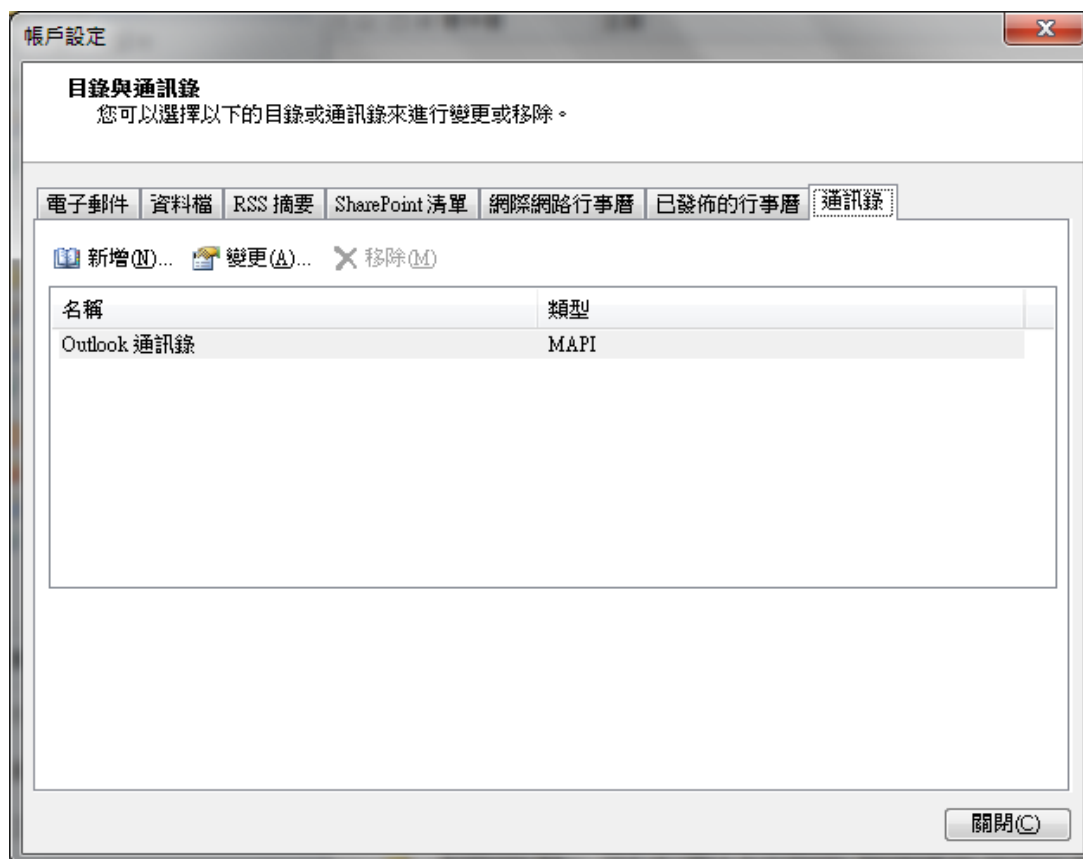 帳戶設定
目錄與通訊錄
您可以選擇以下的目錄或通訊錄來進行變更或移除。
電子郵件 資料檔 RSS 摘要 SharePoint 清單 網際網路行事曆 已發佈的行事曆 通訊錄
新增(N)... 變更(A)... 移除(M)
名稱 類型
Outlook 通訊錄 MAPI
關閉(C)